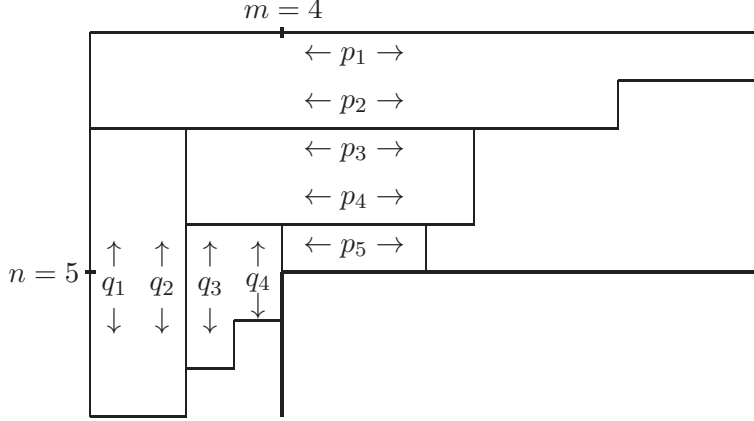 m = 4
← p₁ →
← p₂ →
← p₃ →
← p₄ →
← p₅ →
n = 5
↑ ↑ ↑ ↑
q₁ q₂ q₃ q₄
↓ ↓ ↓ ↓